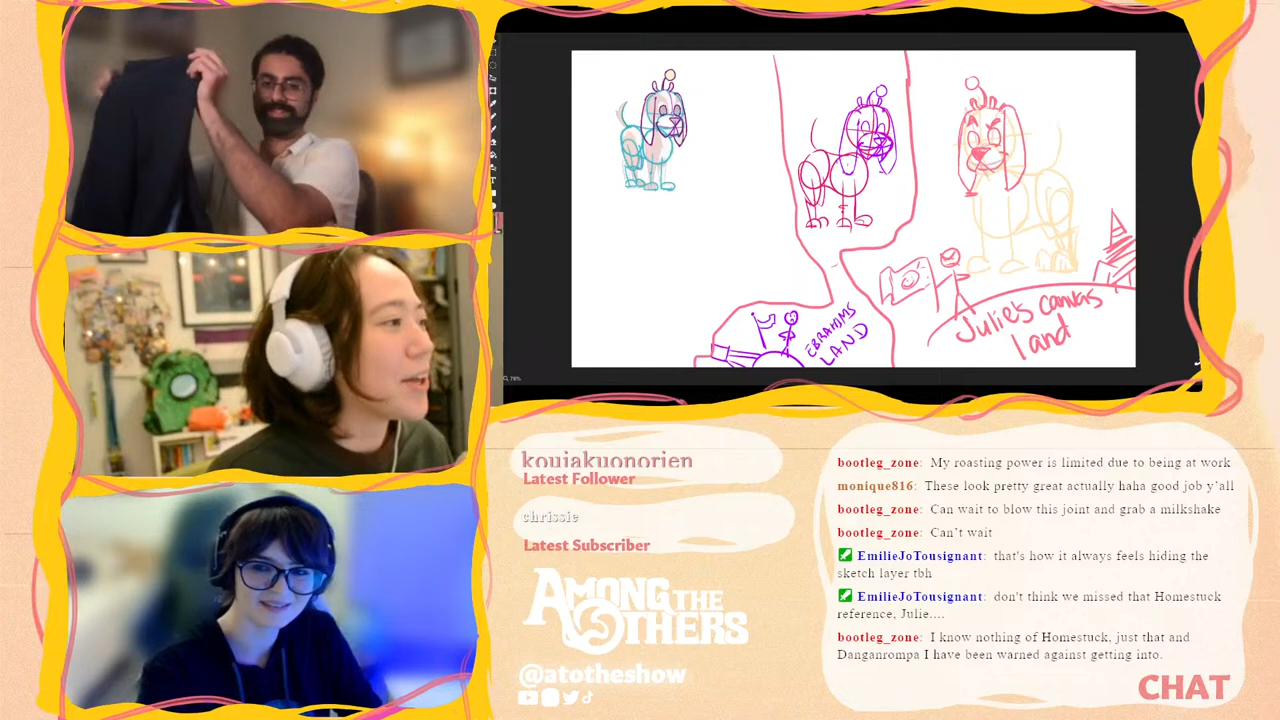 EBRAHIMS
LAND
Julie's canvas
land
76%
kouiakuonorien
Latest Follower
chrissie
Latest Subscriber
AMONG THE
OTHERS
@atotheshow
bootleg_zone: My roasting power is limited due to being at work
monique816: These look pretty great actually haha good job y'all
bootleg_zone: Can wait to blow this joint and grab a milkshake
bootleg_zone: Can't wait
EmilieJoTousignant: that's how it always feels hiding the
sketch layer tbh
EmilieJoTousignant: don't think we missed that Homestuck
reference, Julie....
bootleg_zone: I know nothing of Homestuck, just that and
Danganrompa I have been warned against getting into.
CHAT